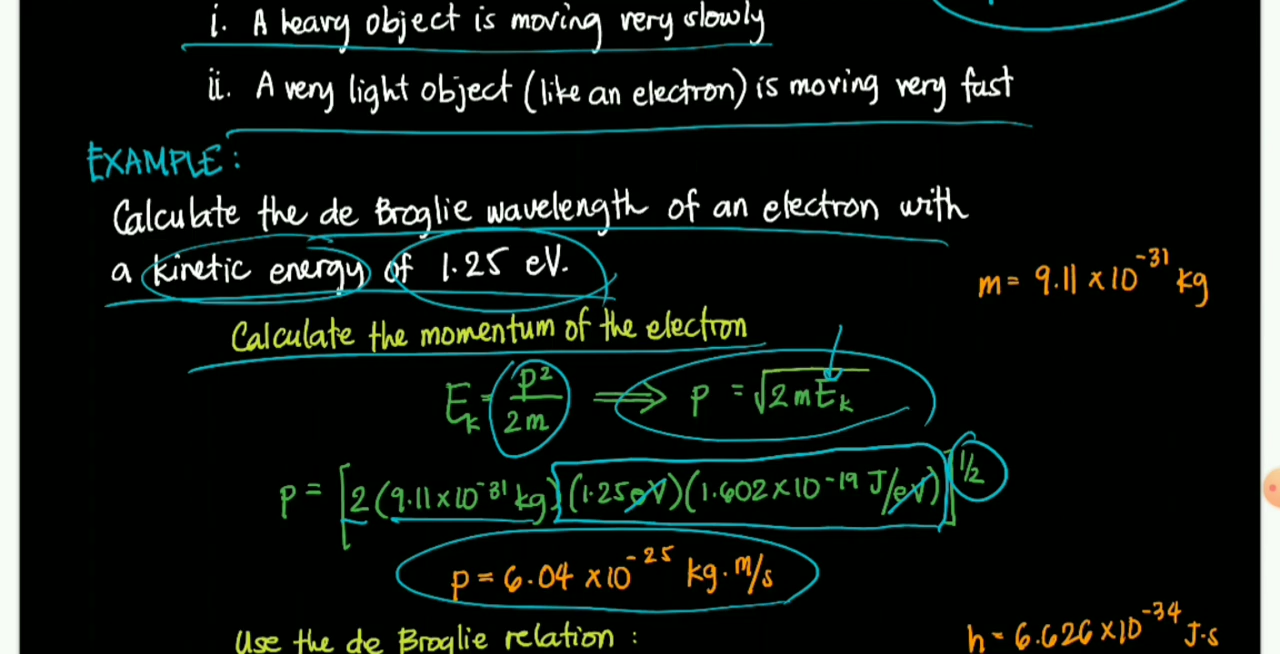 i. A heavy object is moving very slowly
ii. A very light object (like an electron) is moving very fast
EXAMPLE:
Calculate the de Broglie wavelength of an electron with
a kinetic energy of 1.25 eV.
m = 9.11 × 10⁻³¹ kg
Calculate the momentum of the electron
E_k = p²/2m ⟹ p = √2mE_k
p = [2(9.11×10⁻³¹ kg)(1.25 eV)(1.602×10⁻¹⁹ J/eV)]^1/2
p = 6.04 ×10⁻²⁵ kg·m/s
Use the de Broglie relation :
h = 6.626 ×10⁻³⁴ J·s